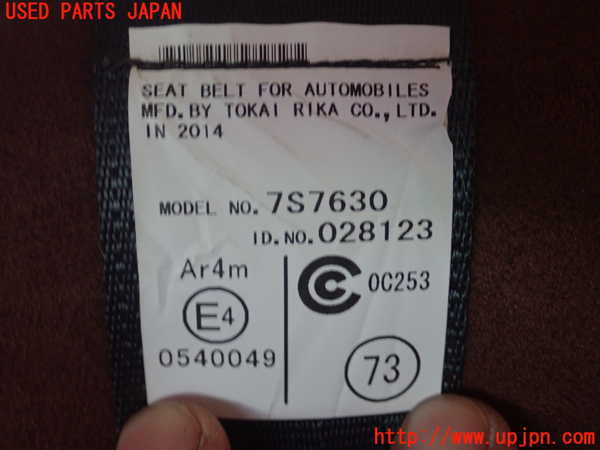 USED PARTS JAPAN
SEAT BELT FOR AUTOMOBILES
MFD. BY TOKAI RIKA CO., LTD.
IN 2014
MODEL NO. 7S7630
ID.NO. 028123
Ar4m
E4
0540049
CC 0C253
73
http://www.upjpn.com/